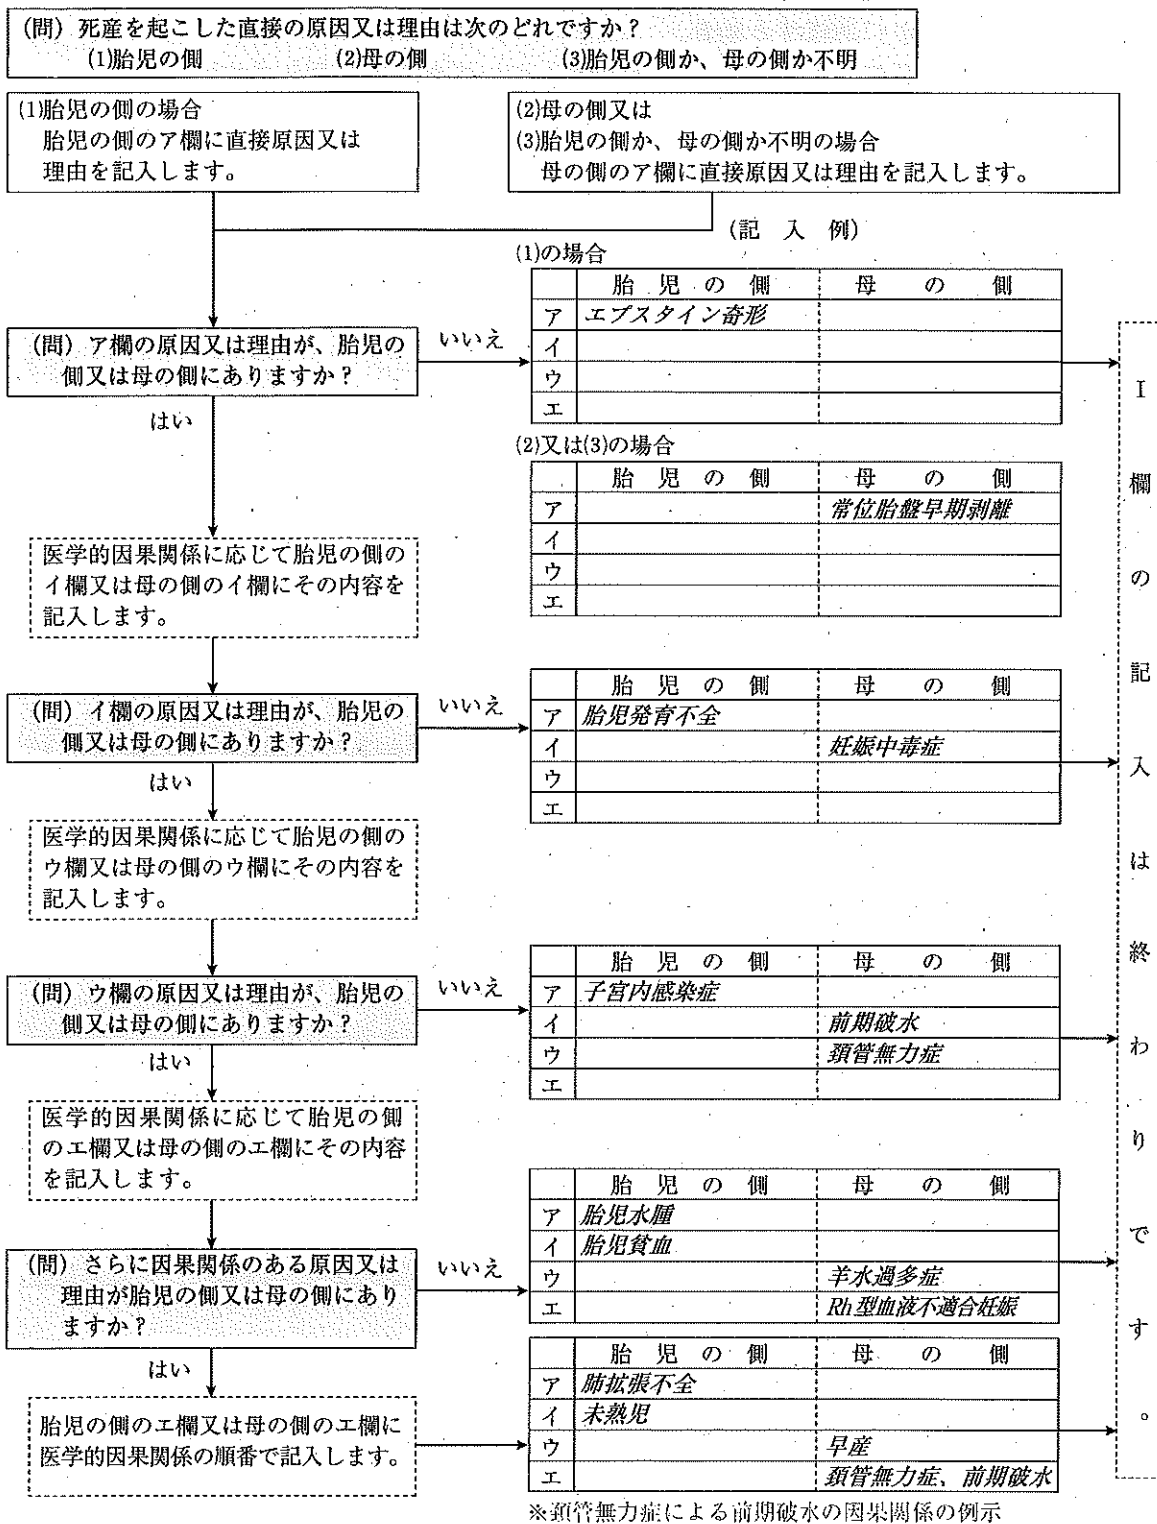 (問) 死産を起こした直接の原因又は理由は次のどれですか？
(1)胎児の側 (2)母の側 (3)胎児の側か、母の側か不明
(1)胎児の側の場合
胎児の側のア欄に直接原因又は
理由を記入します。
(2)母の側又は
(3)胎児の側か、母の側か不明の場合
母の側のア欄に直接原因又は理由を記入します。
(記 入 例)
(1)の場合
胎 児 の 側 母 の 側
ア エプスタイン奇形
イ
ウ
エ
(問) ア欄の原因又は理由が、胎児の
側又は母の側にありますか？
いいえ
はい
(2)又は(3)の場合
胎 児 の 側 母 の 側
ア 常位胎盤早期剥離
イ
ウ
エ
医学的因果関係に応じて胎児の側の
イ欄又は母の側のイ欄にその内容を
記入します。
(問) イ欄の原因又は理由が、胎児の
側又は母の側にありますか？
いいえ
はい
胎 児 の 側 母 の 側
ア 胎児発育不全
イ 妊娠中毒症
ウ
エ
医学的因果関係に応じて胎児の側の
ウ欄又は母の側のウ欄にその内容を
記入します。
(問) ウ欄の原因又は理由が、胎児の
側又は母の側にありますか？
いいえ
はい
胎 児 の 側 母 の 側
ア 子宮内感染症
イ 前期破水
ウ 頚管無力症
エ
医学的因果関係に応じて胎児の側
のエ欄又は母の側のエ欄にその内容
を記入します。
(問) さらに因果関係のある原因又は
理由が胎児の側又は母の側にあり
ますか？
いいえ
はい
胎 児 の 側 母 の 側
ア 胎児水腫
イ 胎児貧血
ウ 羊水過多症
エ Rh型血液不適合妊娠
胎児の側のエ欄又は母の側のエ欄に
医学的因果関係の順番で記入します。
胎 児 の 側 母 の 側
ア 肺拡張不全
イ 未熟児
ウ 早産
エ 頚管無力症、前期破水
※頚管無力症による前期破水の因果関係の例示
I欄の記入は終わりです。